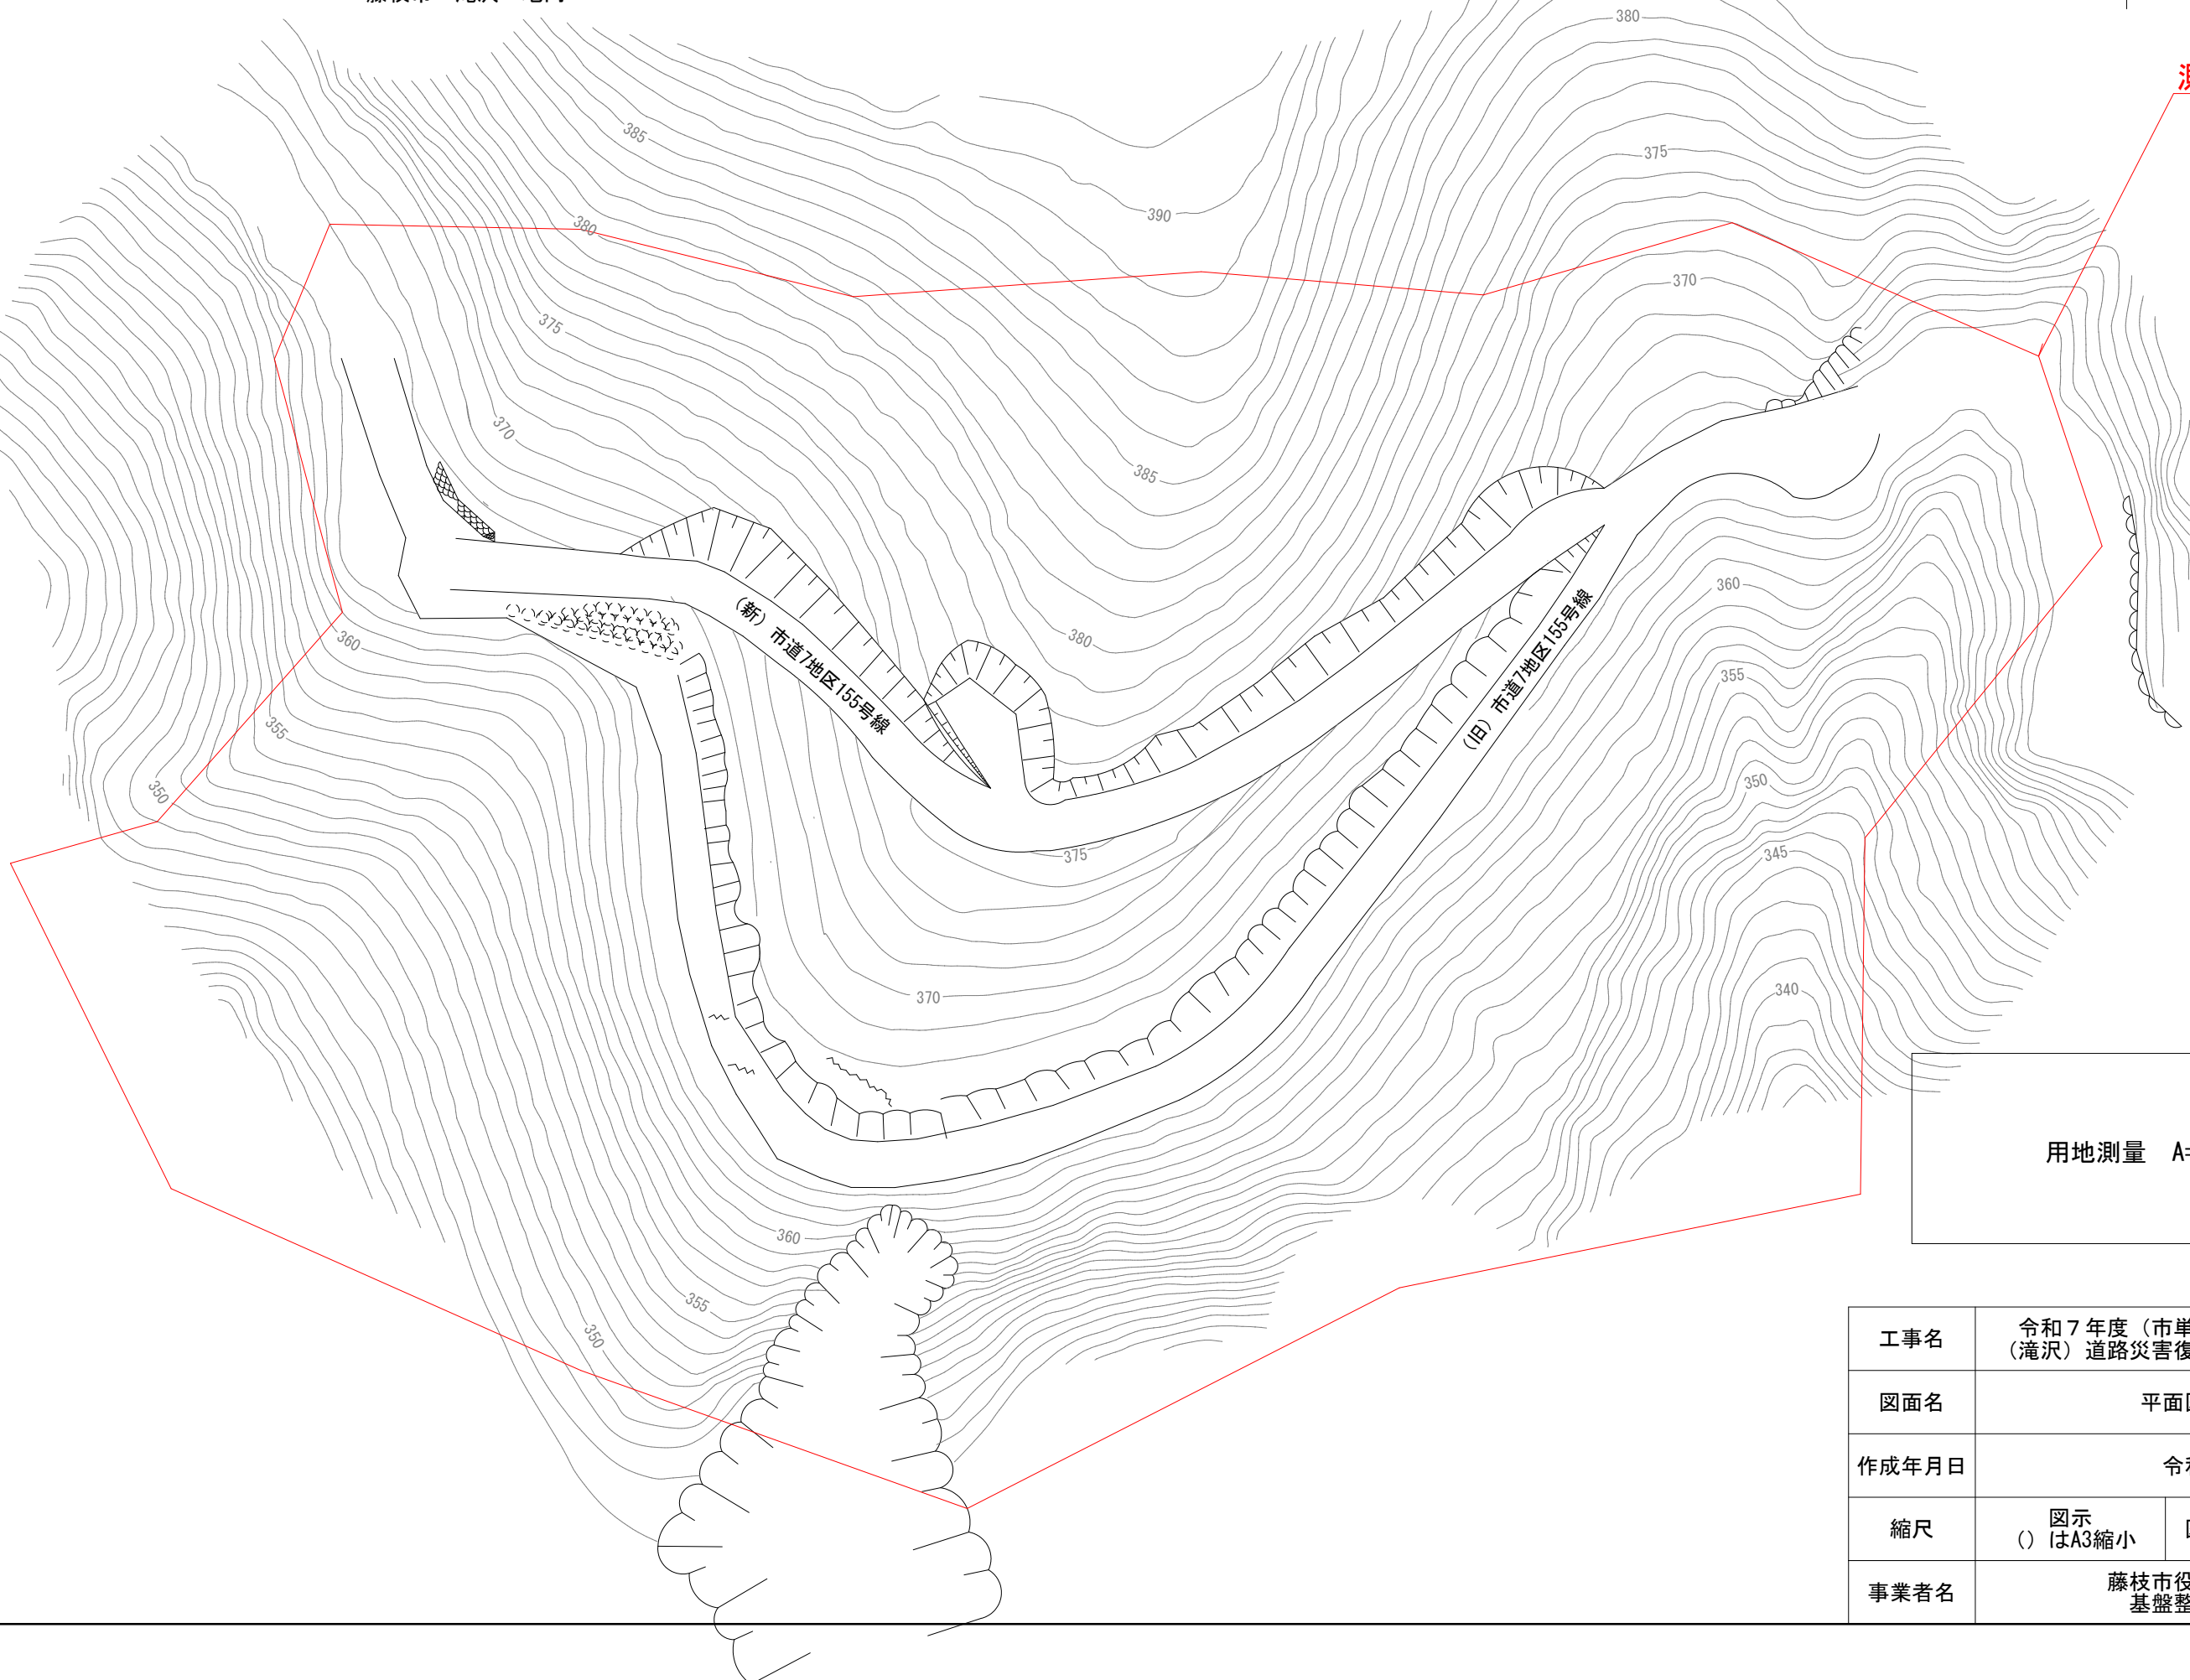 380
385
375
390
380
375
370
370
385
360
(新) 市道7地区155号線
(旧) 市道7地区155号線
380
360
355
355
350
350
375
345
370
340
用地測量 A=
360
355
350
工事名
令和7年度(市単
(滝沢)道路災害復
図面名
平面
作成年月日
令
縮尺
図示
()はA3縮小
事業者名
藤枝市役
基盤整